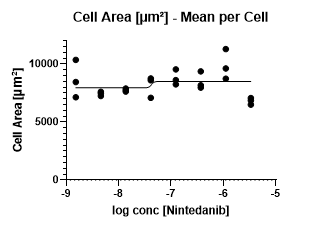 Cell Area [µm²] - Mean per Cell
Cell Area [µm²]
10000
5000
0
-9 -8 -7 -6 -5
log conc [Nintedanib]